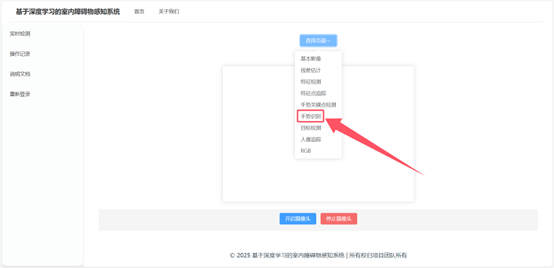 基于深度学习的室内障碍物感知系统
首页
关于我们
实时检测
操作记录
说明文档
重新登录
选择功能
基本影像
视差估计
特征检测
特征点追踪
手势关键点检测
手势识别
目标检测
人像追踪
RGB
开启摄像头
停止摄像头
© 2025 基于深度学习的室内障碍物感知系统 | 所有权归项目团队所有